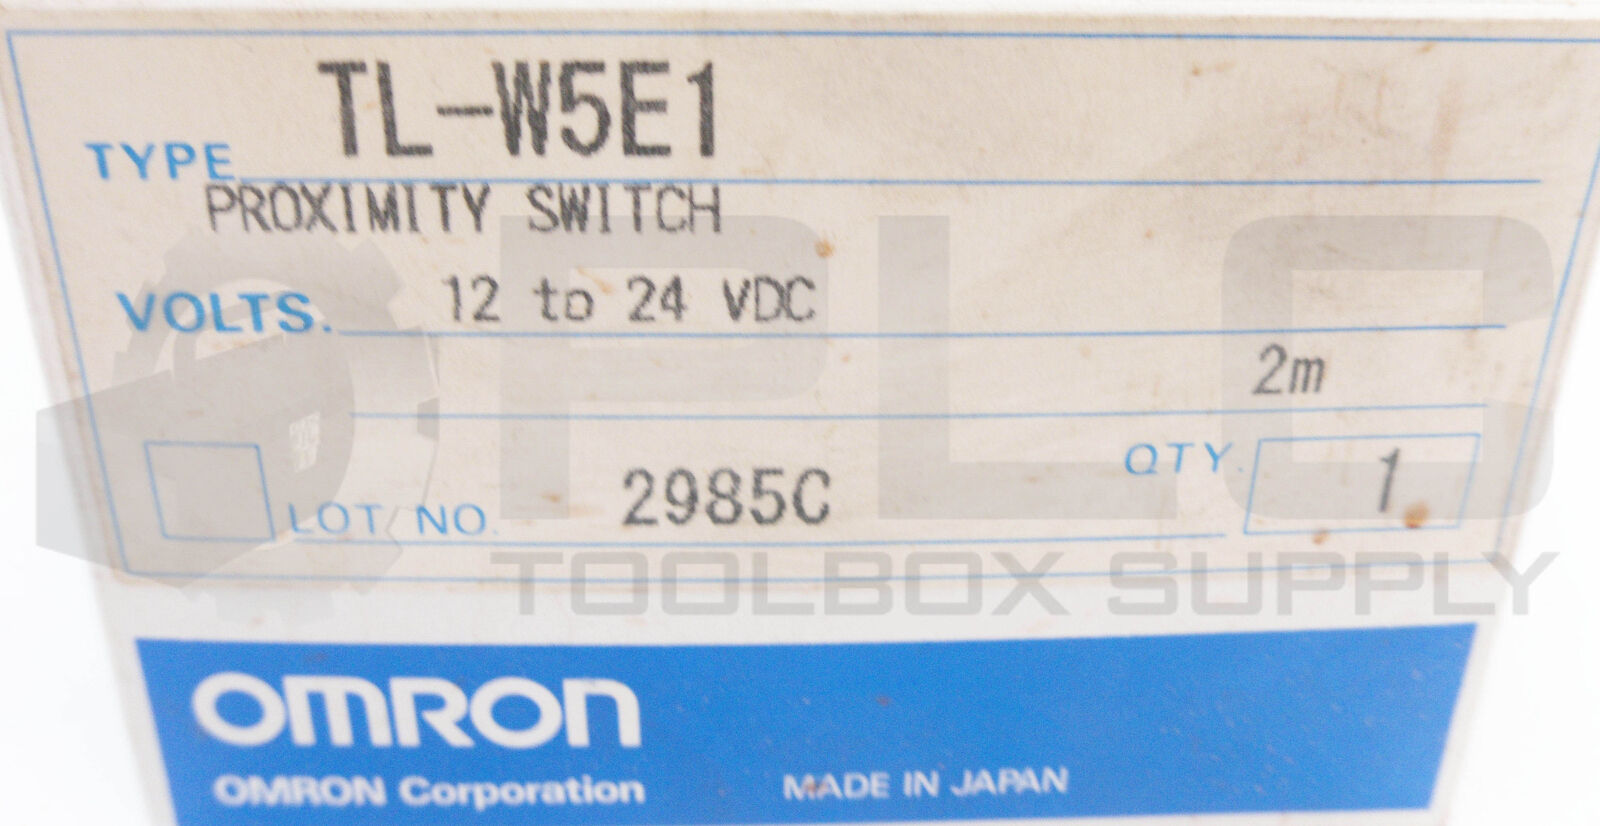 TYPE TL-W5E1
PROXIMITY SWITCH
VOLTS. 12 to 24 VDC
2m
LOT NO. 2985C QTY. 1
PLC
TOOLBOX SUPPLY
OMRON
OMRON Corporation MADE IN JAPAN